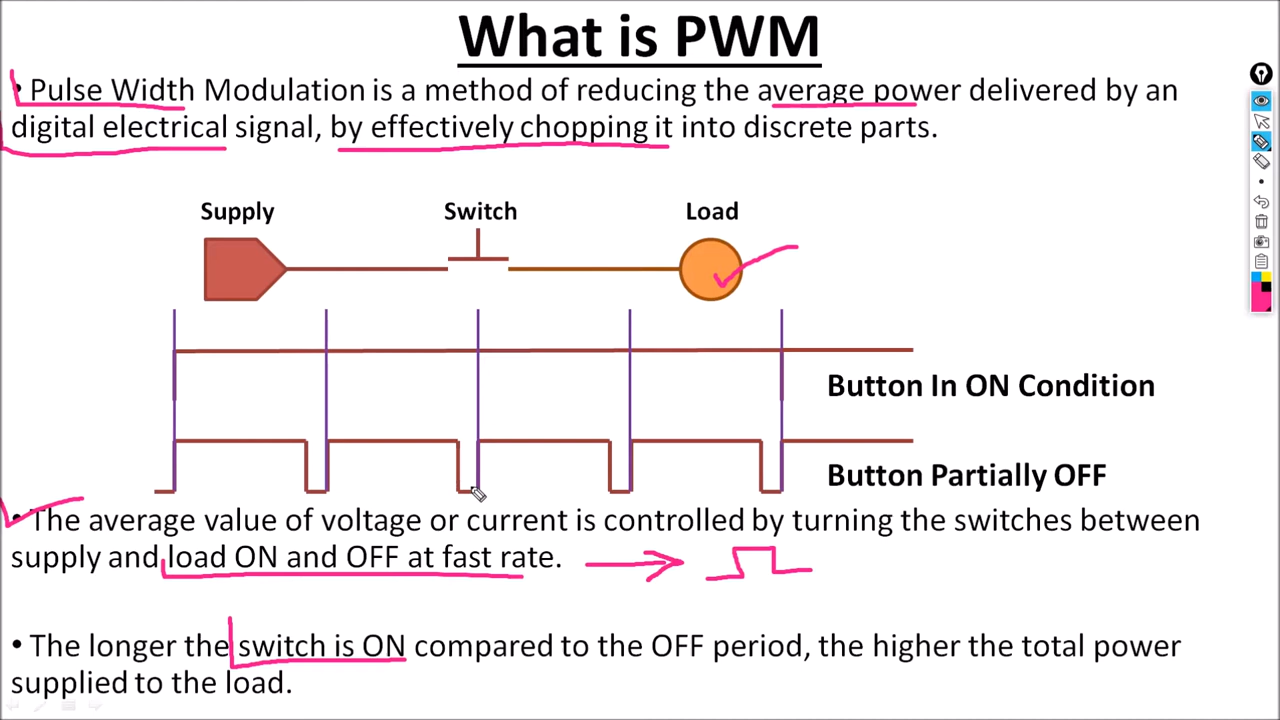 What is PWM
• Pulse Width Modulation is a method of reducing the average power delivered by an
digital electrical signal, by effectively chopping it into discrete parts.
Supply
Switch
Load
Button In ON Condition
Button Partially OFF
• The average value of voltage or current is controlled by turning the switches between
supply and load ON and OFF at fast rate.
• The longer the switch is ON compared to the OFF period, the higher the total power
supplied to the load.